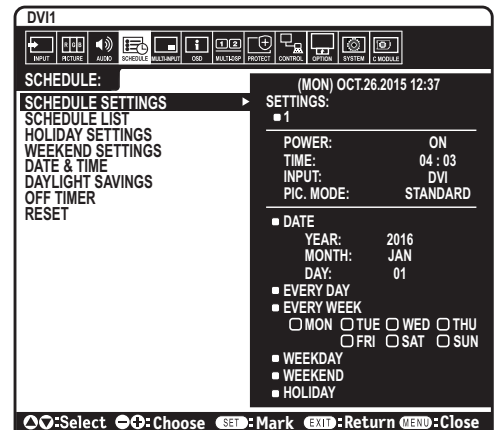 DVI1
INPUT RGB PICTURE AUDIO SCHEDULE MULTI-INPUT OSD 1 2 MULTI-DSP PROTECT CONTROL OPTION SYSTEM C MODULE
SCHEDULE:
SCHEDULE SETTINGS
SCHEDULE LIST
HOLIDAY SETTINGS
WEEKEND SETTINGS
DATE & TIME
DAYLIGHT SAVINGS
OFF TIMER
RESET
(MON) OCT.26.2015 12:37
SETTINGS:
1
POWER: ON
TIME: 04 : 03
INPUT: DVI
PIC. MODE: STANDARD
DATE
YEAR: 2016
MONTH: JAN
DAY: 01
EVERY DAY
EVERY WEEK
MON TUE WED THU
FRI SAT SUN
WEEKDAY
WEEKEND
HOLIDAY
:Select :Choose SET:Mark EXIT:Return MENU:Close